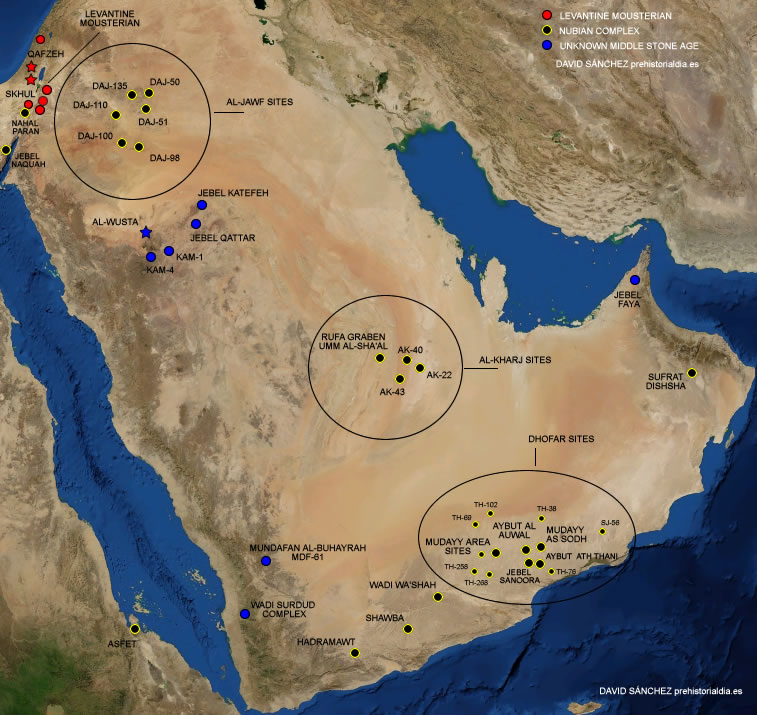 LEVANTINE
MOUSTERIAN
LEVANTINE MOUSTERIAN
NUBIAN COMPLEX
UNKNOWN MIDDLE STONE AGE
DAVID SÁNCHEZ prehistorialdia.es
QAFZEH
SKHUL
NAHAL
PARAN
JEBEL
NAQUAH
DAJ-135
DAJ-50
DAJ-110
DAJ-51
DAJ-100
DAJ-98
AL-JAWF SITES
JEBEL KATEFEH
AL-WUSTA
JEBEL QATTAR
KAM-1
KAM-4
JEBEL
FAYA
RUFA GRABEN
UMM AL-SHA'AL
AK-40
AK-22
AK-43
AL-KHARJ SITES
SUFRAT
DISHSHA
DHOFAR SITES
TH-102
TH-69
TH-38
SJ-56
AYBUT AL
AUWAL
MUDAYY
AS SODH
MUDAYY AREA
SITES
AYBUT ATH THANI
JEBEL
SANOORA
TH-258
TH-268
TH-76
MUNDAFAN AL-BUHAYRAH
MDF-61
WADI WA'SHAH
WADI SURDUD
COMPLEX
SHAWBA
ASFET
HADRAMAWT
DAVID SÁNCHEZ prehistorialdia.es